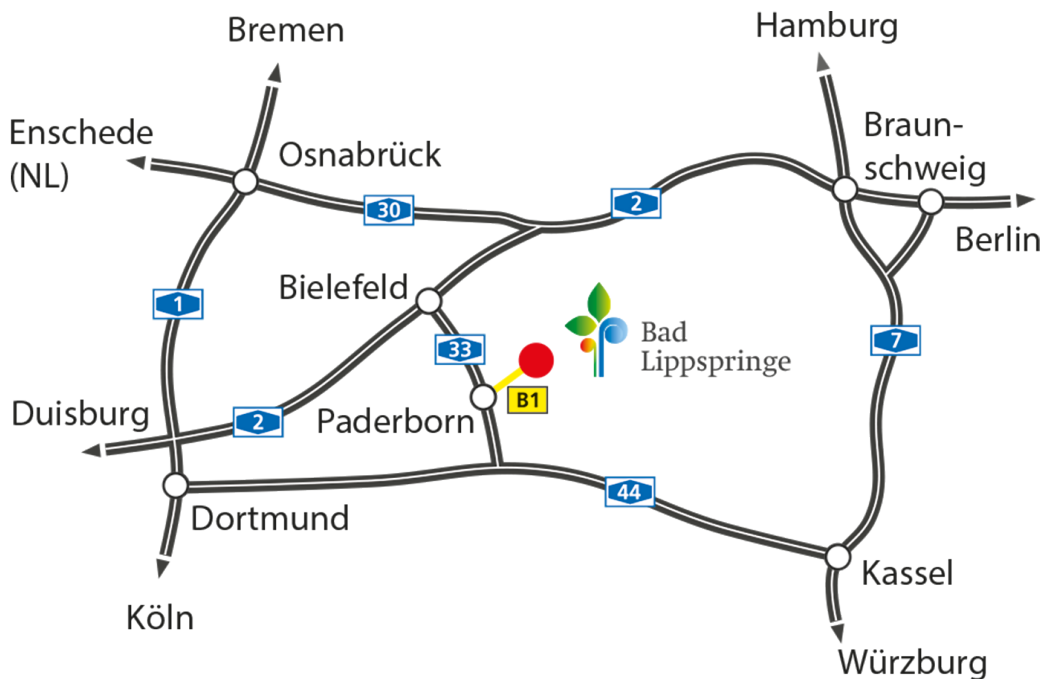 Bremen
Hamburg
Enschede
(NL)
Osnabrück
Braun-
schweig
30
2
Berlin
Bielefeld
1
33
Bad
Lippspringe
7
B1
Duisburg
2
Paderborn
44
Dortmund
Kassel
Köln
Würzburg